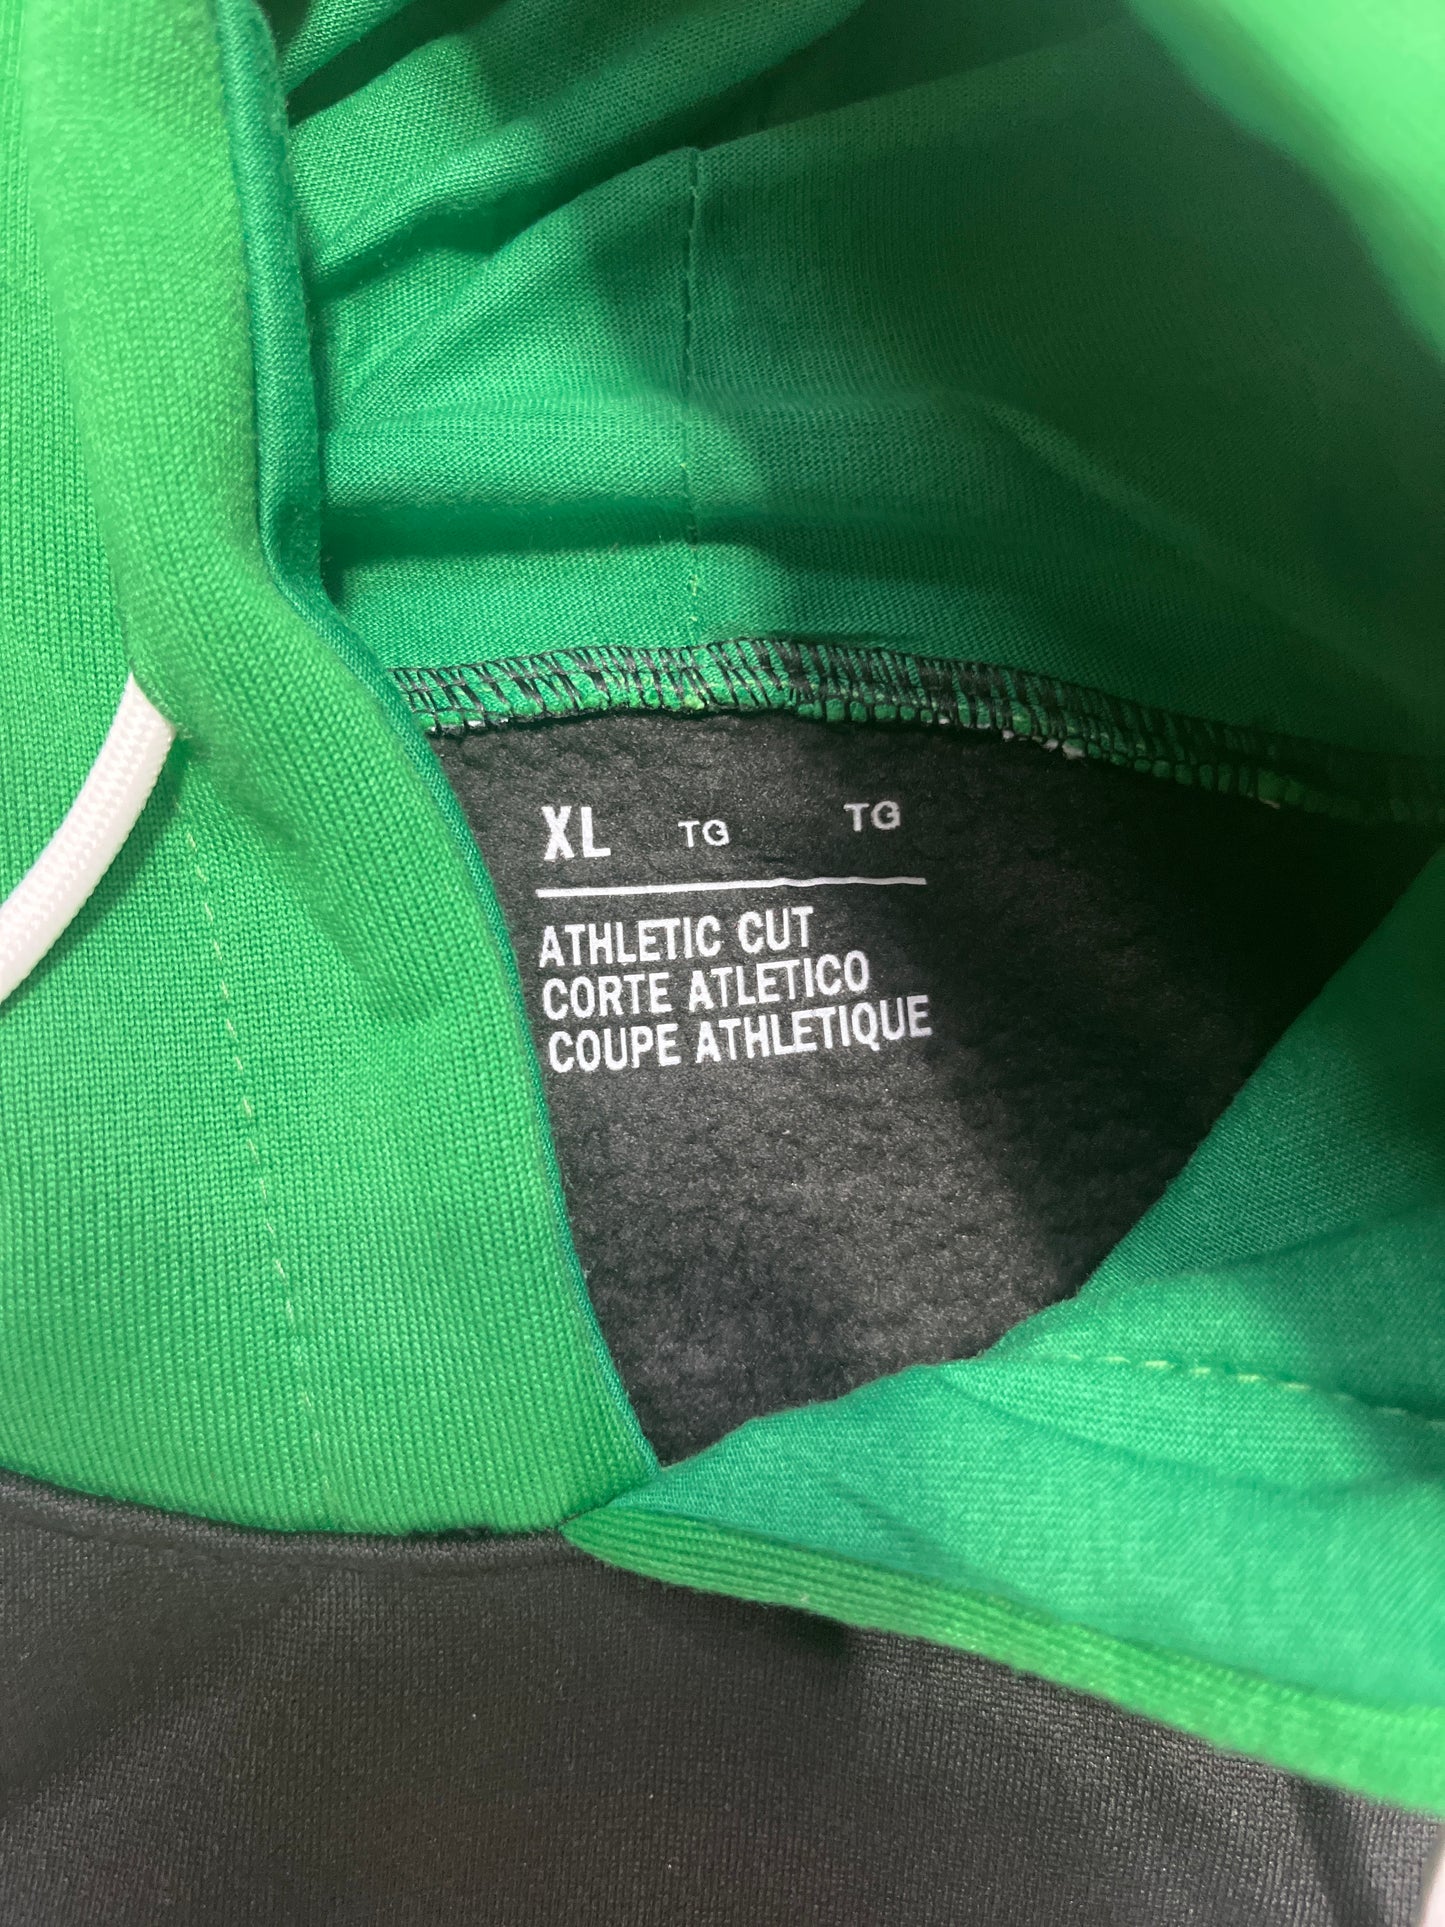 XL TG TG
ATHLETIC CUT
CORTE ATLETICO
COUPE ATHLETIQUE